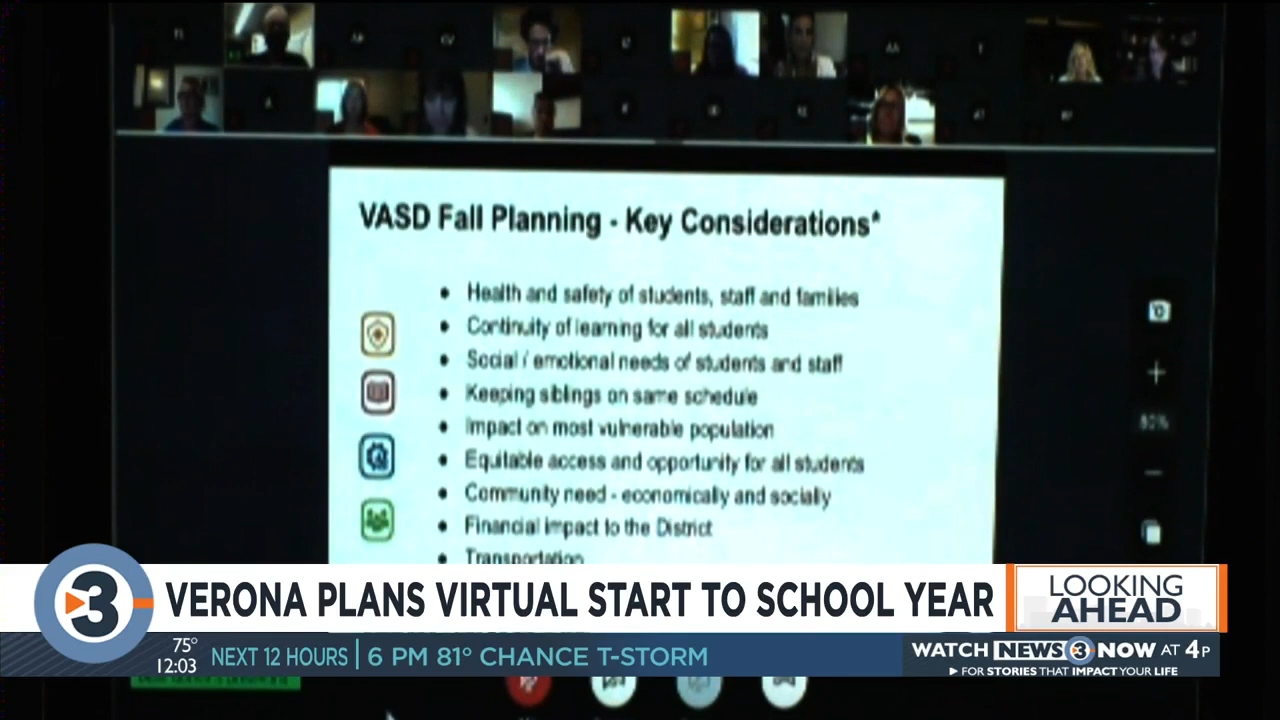 VASD Fall Planning - Key Considerations*
• Health and safety of students, staff and families
• Continuity of learning for all students
• Social / emotional needs of students and staff
• Keeping siblings on same schedule
• Impact on most vulnerable population
• Equitable access and opportunity for all students
• Community need - economically and socially
• Financial impact to the District
• Transportation
80%
3
VERONA PLANS VIRTUAL START TO SCHOOL YEAR
LOOKING
AHEAD
75°
12:03
NEXT 12 HOURS | 6 PM 81° CHANCE T-STORM
WATCH NEWS 3 NOW AT 4P
▸ FOR STORIES THAT IMPACT YOUR LIFE